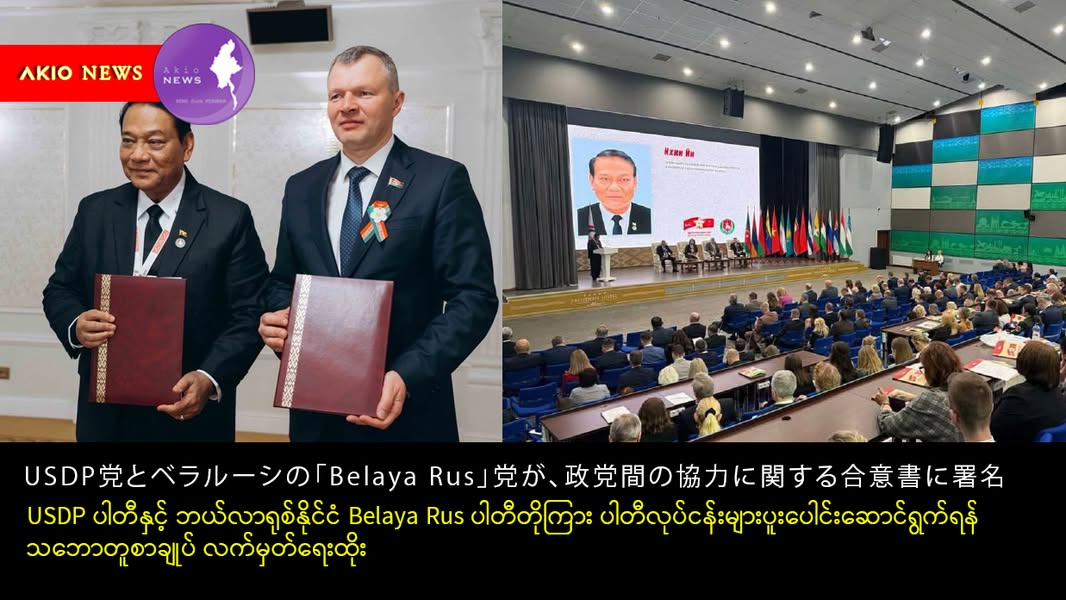 AKIO NEWS
Akio
NEWS
Кхин Йи
USDP党とベラルーシの「Belaya Rus」党が、政党間の協力に関する合意書に署名
USDP ပါတီနှင့် ဘယ်လာရုစ်နိုင်ငံ Belaya Rus ပါတီတို့ကြား ပါတီလုပ်ငန်းများပူးပေါင်းဆောင်ရွက်ရန်
သဘောတူစာချုပ် လက်မှတ်ရေးထိုး